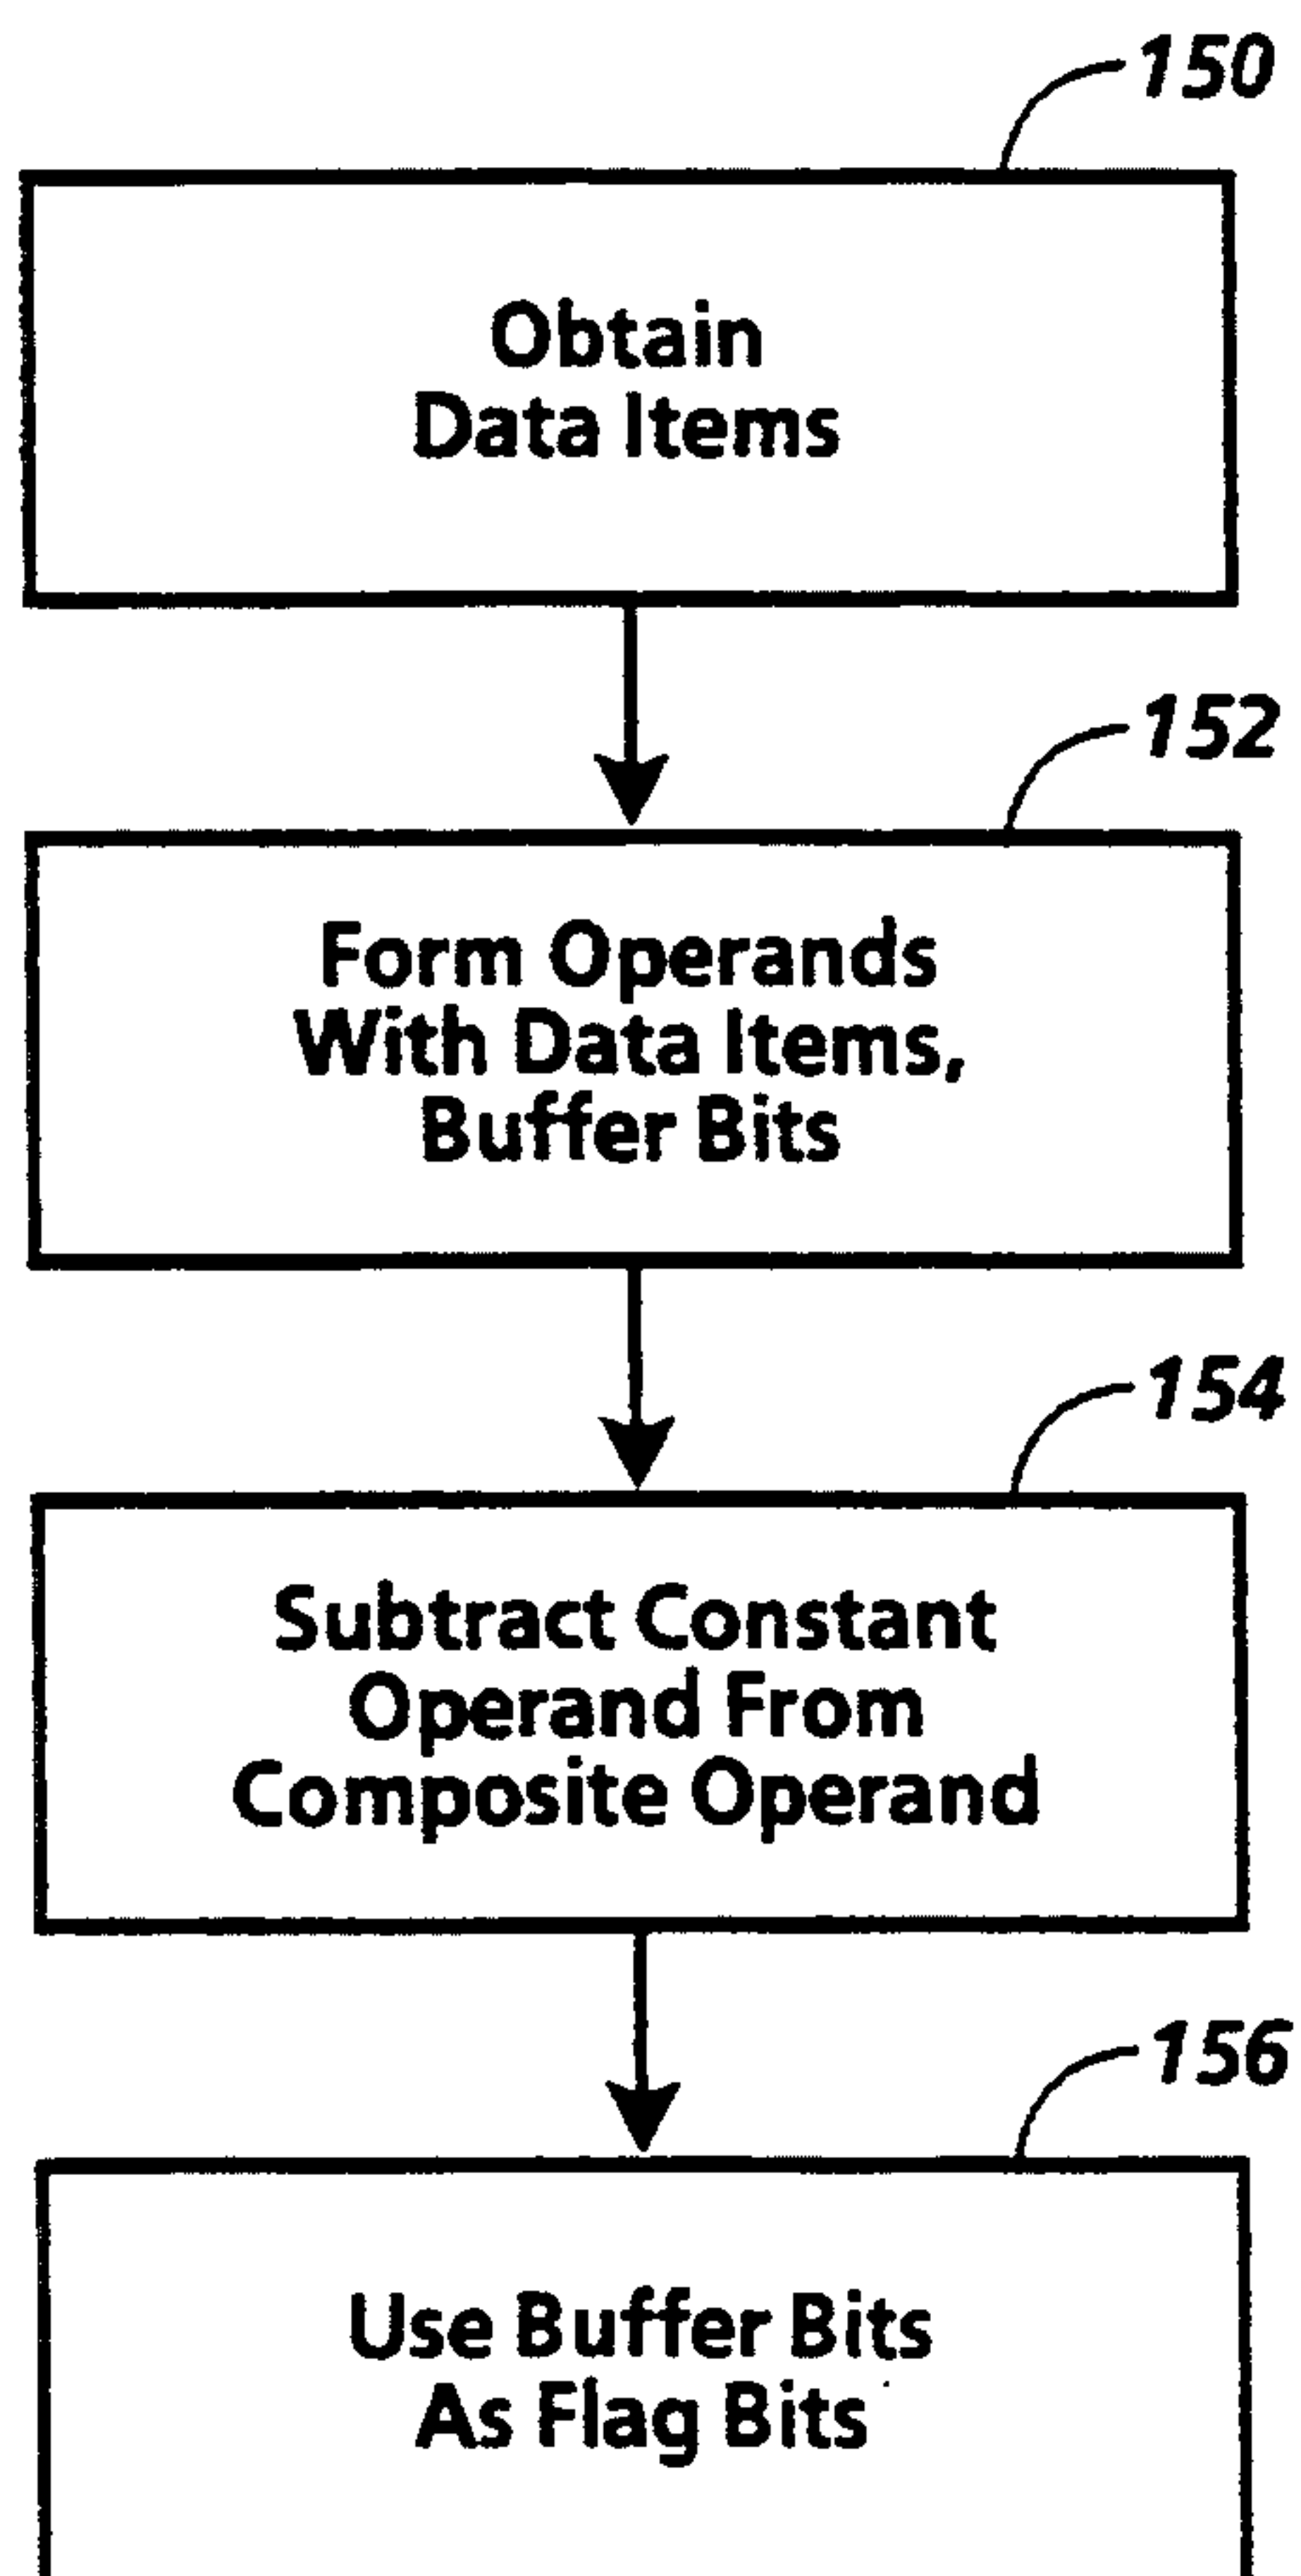 150
Obtain
Data Items
152
Form Operands
With Data Items,
Buffer Bits
154
Subtract Constant
Operand From
Composite Operand
156
Use Buffer Bits
As Flag Bits